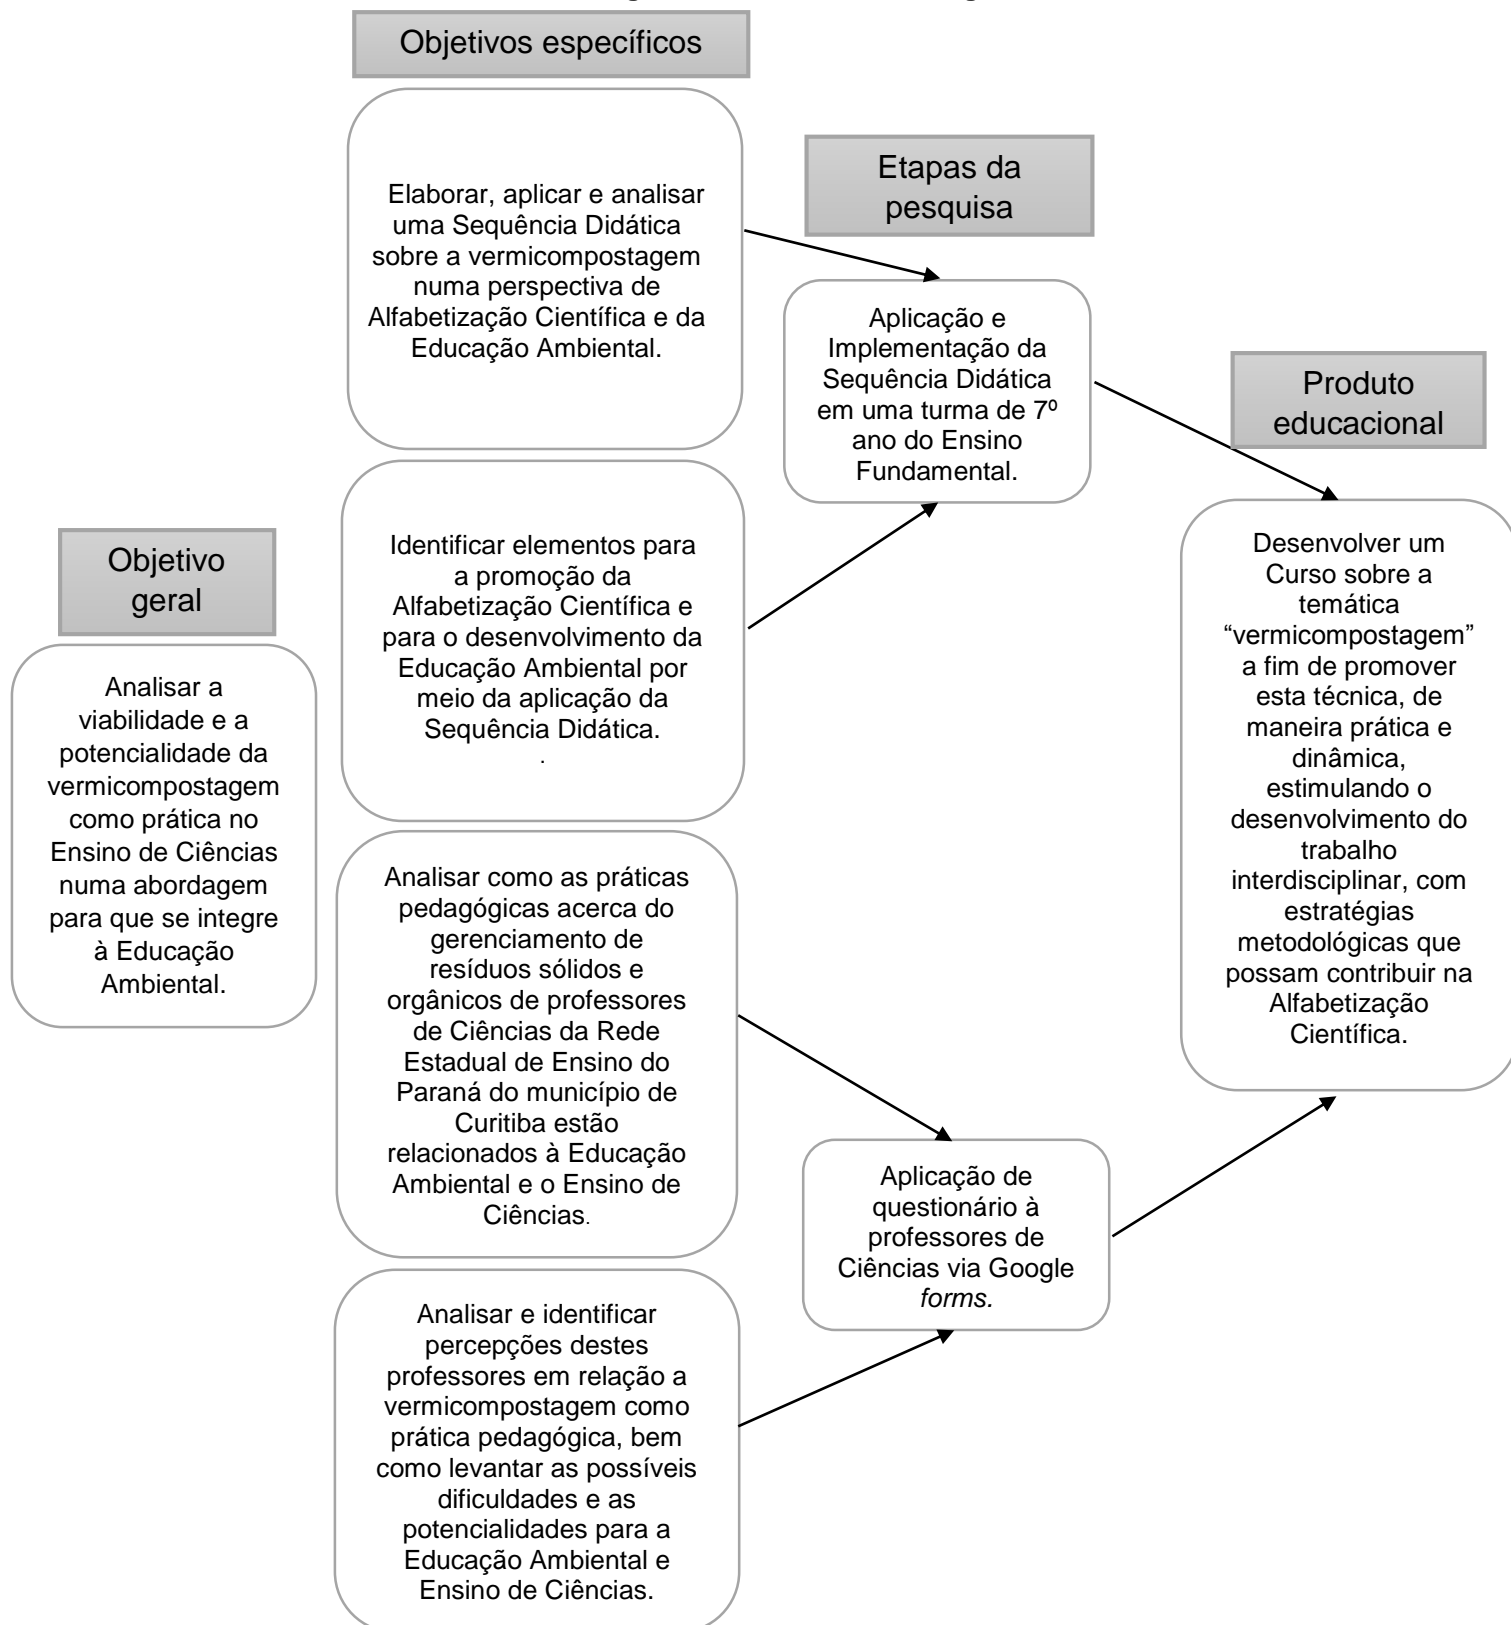 Objetivos específicos
Elaborar, aplicar e analisar
uma Sequência Didática
sobre a vermicompostagem
numa perspectiva de
Alfabetização Científica e da
Educação Ambiental.
Identificar elementos para
a promoção da
Alfabetização Científica e
para o desenvolvimento da
Educação Ambiental por
meio da aplicação da
Sequência Didática.
.
Analisar como as práticas
pedagógicas acerca do
gerenciamento de
resíduos sólidos e
orgânicos de professores
de Ciências da Rede
Estadual de Ensino do
Paraná do município de
Curitiba estão
relacionados à Educação
Ambiental e o Ensino de
Ciências.
Analisar e identificar
percepções destes
professores em relação a
vermicompostagem como
prática pedagógica, bem
como levantar as possíveis
dificuldades e as
potencialidades para a
Educação Ambiental e
Ensino de Ciências.
Objetivo
geral
Analisar a
viabilidade e a
potencialidade da
vermicompostagem
como prática no
Ensino de Ciências
numa abordagem
para que se integre
à Educação
Ambiental.
Etapas da
pesquisa
Aplicação e
Implementação da
Sequência Didática
em uma turma de 7º
ano do Ensino
Fundamental.
Aplicação de
questionário à
professores de
Ciências via Google
forms.
Produto
educacional
Desenvolver um
Curso sobre a
temática
“vermicompostagem”
a fim de promover
esta técnica, de
maneira prática e
dinâmica,
estimulando o
desenvolvimento do
trabalho
interdisciplinar, com
estratégias
metodológicas que
possam contribuir na
Alfabetização
Científica.